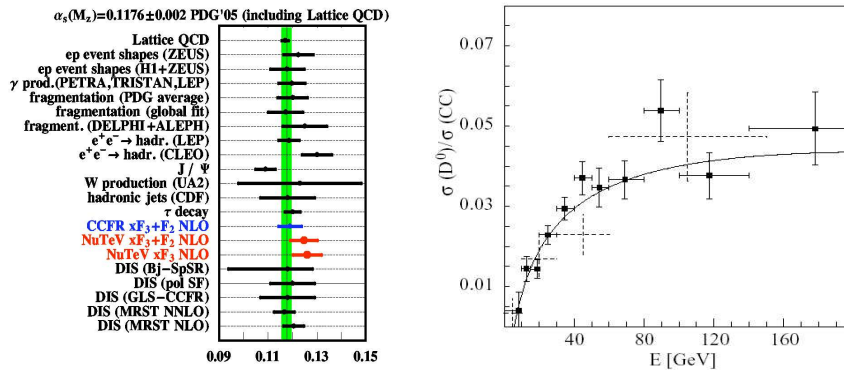 α_s(M_z)=0.1176±0.002 PDG'05 (including Lattice QCD)
Lattice QCD
ep event shapes (ZEUS)
ep event shapes (H1+ZEUS)
γ prod.(PETRA,TRISTAN,LEP)
fragmentation (PDG average)
fragmentation (global fit)
fragment. (DELPHI+ALEPH)
e⁺e⁻→ hadr. (LEP)
e⁺e⁻→ hadr. (CLEO)
J / Ψ
W production (UA2)
hadronic jets (CDF)
τ decay
CCFR xF₃+F₂ NLO
NuTeV xF₃+F₂ NLO
NuTeV xF₃ NLO
DIS (Bj−SpSR)
DIS (pol SF)
DIS (GLS−CCFR)
DIS (MRST NNLO)
DIS (MRST NLO)
0.09 0.11 0.13 0.15
σ (D⁰)/σ (CC)
0.07
0.05
0.03
0.01
40 80 120 160
E [GeV]